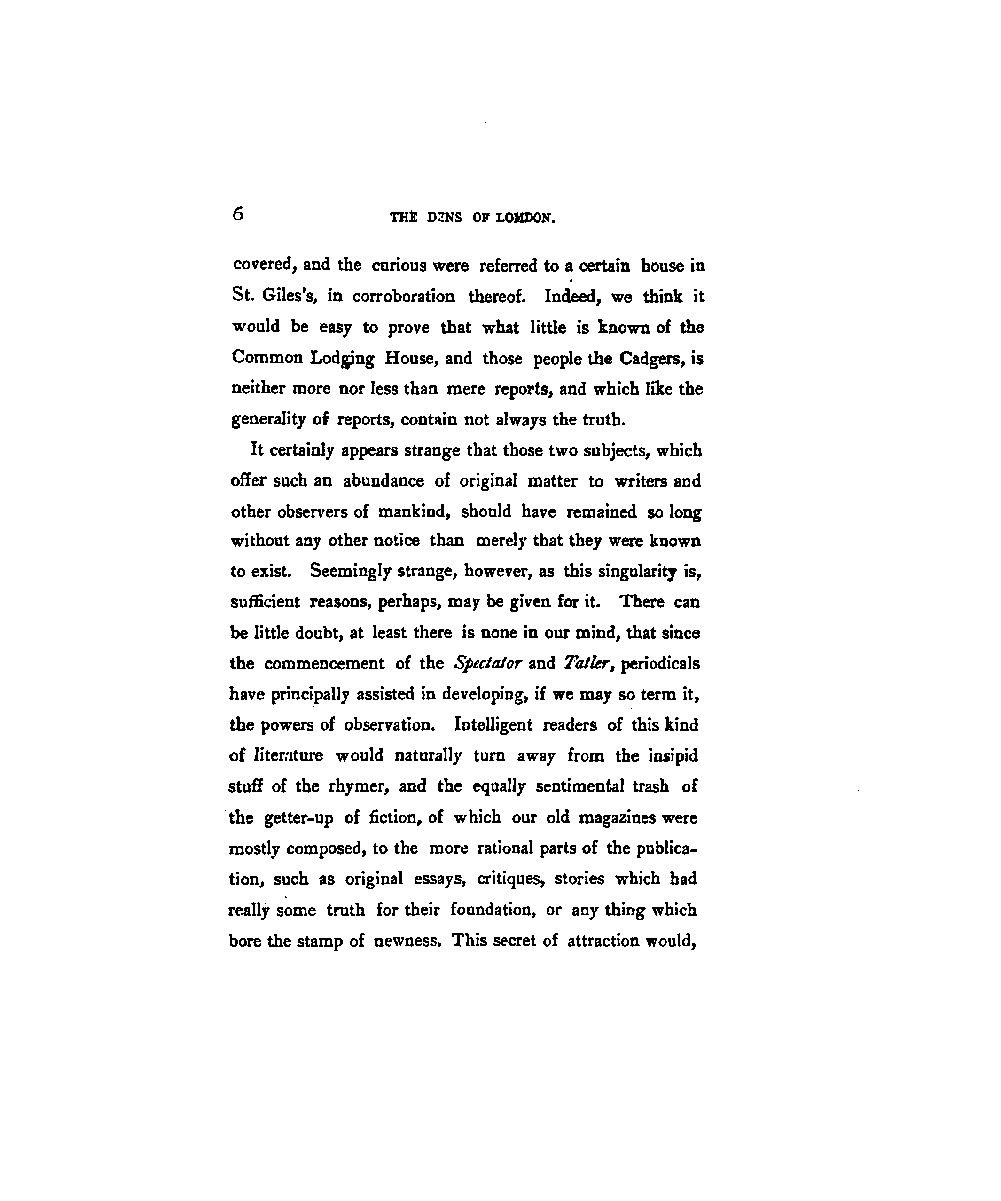 6 THE DENS OF LONDON.
covered, and the curious were referred to a certain house in
St. Giles's, in corroboration thereof. Indeed, we think it
would be easy to prove that what little is known of the
Common Lodging House, and those people the Cadgers, is
neither more nor less than mere reports, and which like the
generality of reports, contain not always the truth.
It certainly appears strange that those two subjects, which
offer such an abundance of original matter to writers and
other observers of mankind, should have remained so long
without any other notice than merely that they were known
to exist. Seemingly strange, however, as this singularity is,
sufficient reasons, perhaps, may be given for it. There can
be little doubt, at least there is none in our mind, that since
the commencement of the Spectator and Tatler, periodicals
have principally assisted in developing, if we may so term it,
the powers of observation. Intelligent readers of this kind
of literature would naturally turn away from the insipid
stuff of the rhymer, and the equally sentimental trash of
the getter-up of fiction, of which our old magazines were
mostly composed, to the more rational parts of the publica-
tion, such as original essays, critiques, stories which had
really some truth for their foundation, or any thing which
bore the stamp of newness. This secret of attraction would,